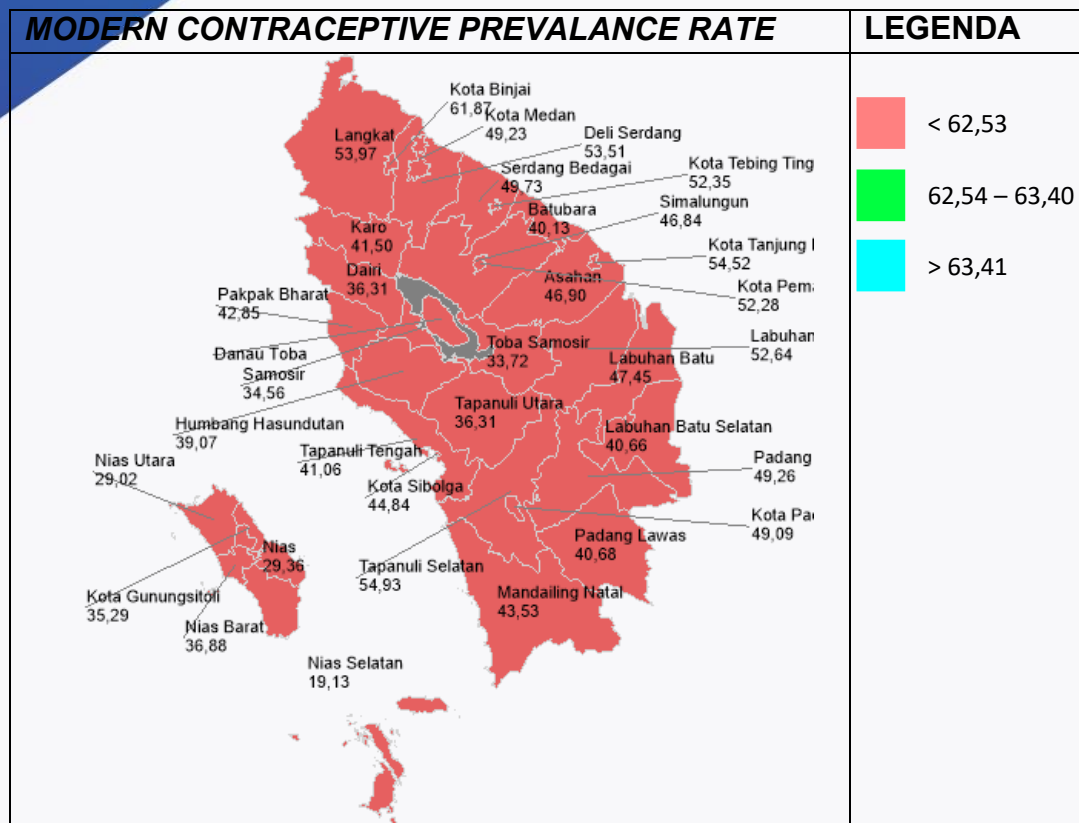 MODERN CONTRACEPTIVE PREVALANCE RATE
LEGENDA
< 62,53
62,54 – 63,40
> 63,41
Kota Binjai
61,87
Kota Medan
49,23
Langkat
53,97
Deli Serdang
53,51
Serdang Bedagai
49,73
Kota Tebing Ting
52,35
Simalungun
46,84
Batubara
40,13
Karo
41,50
Kota Tanjung
54,52
Dairi
36,31
Asahan
46,90
Kota Pema
52,28
Pakpak Bharat
42,85
Labuhan
52,64
Toba Samosir
33,72
Danau Toba
Labuhan Batu
47,45
Samosir
34,56
Tapanuli Utara
36,31
Humbang Hasundutan
39,07
Labuhan Batu Selatan
40,66
Tapanuli Tengah
41,06
Padang
49,26
Nias Utara
29,02
Kota Sibolga
44,84
Kota Pa
49,09
Padang Lawas
40,68
Nias
29,36
Tapanuli Selatan
54,93
Mandailing Natal
43,53
Kota Gunungsitoli
35,29
Nias Barat
36,88
Nias Selatan
19,13